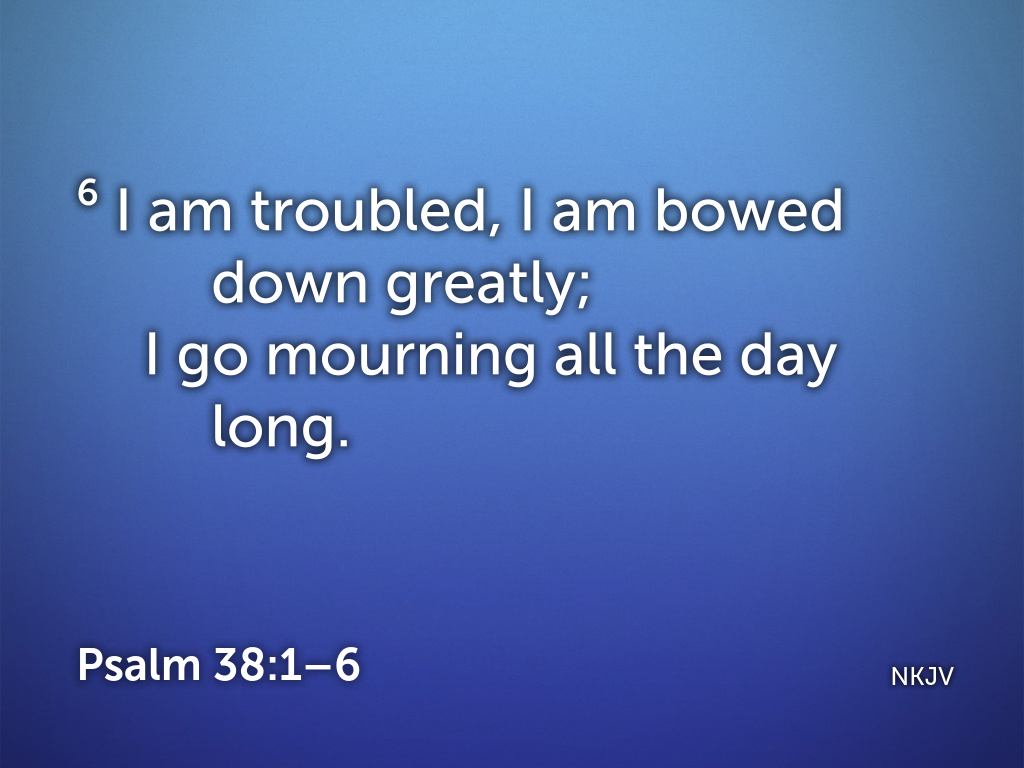 6 I am troubled, I am bowed
down greatly;
I go mourning all the day
long.
Psalm 38:1–6
NKJV